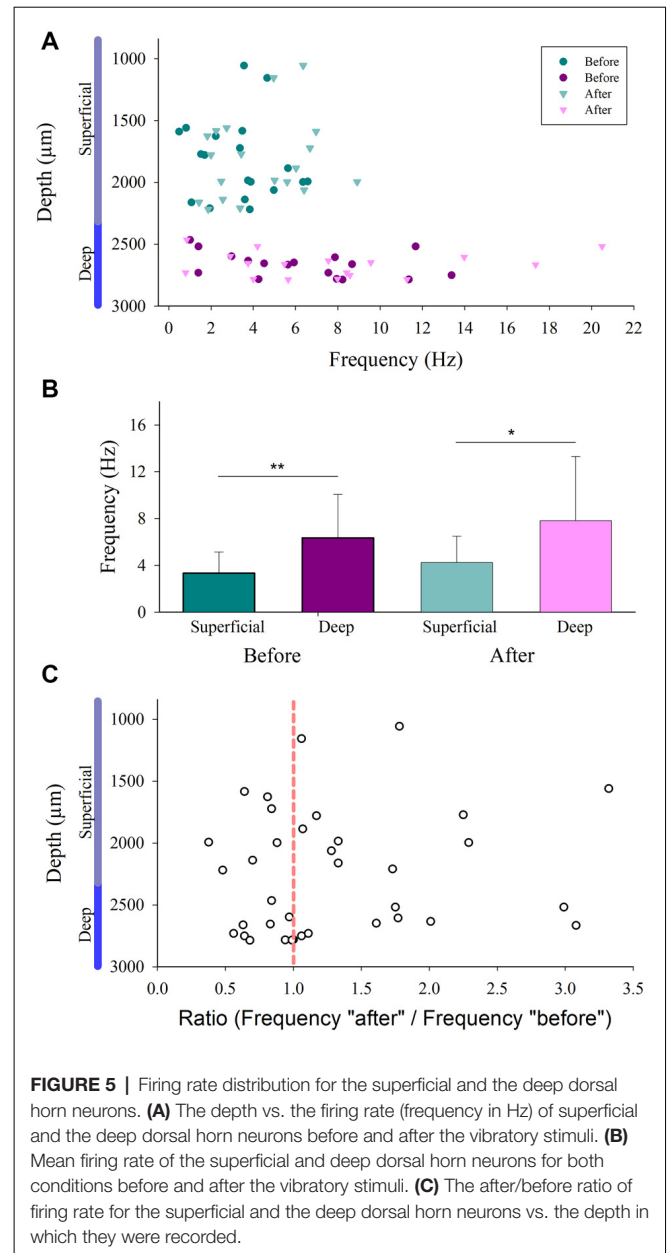 A
Superficial
Deep
Depth (µm)
1000
1500
2000
2500
3000
Before
Before
After
After
0 2 4 6 8 10 12 14 16 18 20 22
Frequency (Hz)
B
Frequency (Hz)
16
12
8
4
0
**
*
Superficial Deep Superficial Deep
Before After
C
Superficial
Deep
Depth (µm)
1000
1500
2000
2500
3000
0.0 0.5 1.0 1.5 2.0 2.5 3.0 3.5
Ratio (Frequency "after" / Frequency "before")
FIGURE 5 | Firing rate distribution for the superficial and the deep dorsal
horn neurons. (A) The depth vs. the firing rate (frequency in Hz) of superficial
and the deep dorsal horn neurons before and after the vibratory stimuli. (B)
Mean firing rate of the superficial and deep dorsal horn neurons for both
conditions before and after the vibratory stimuli. (C) The after/before ratio of
firing rate for the superficial and the deep dorsal horn neurons vs. the depth in
which they were recorded.